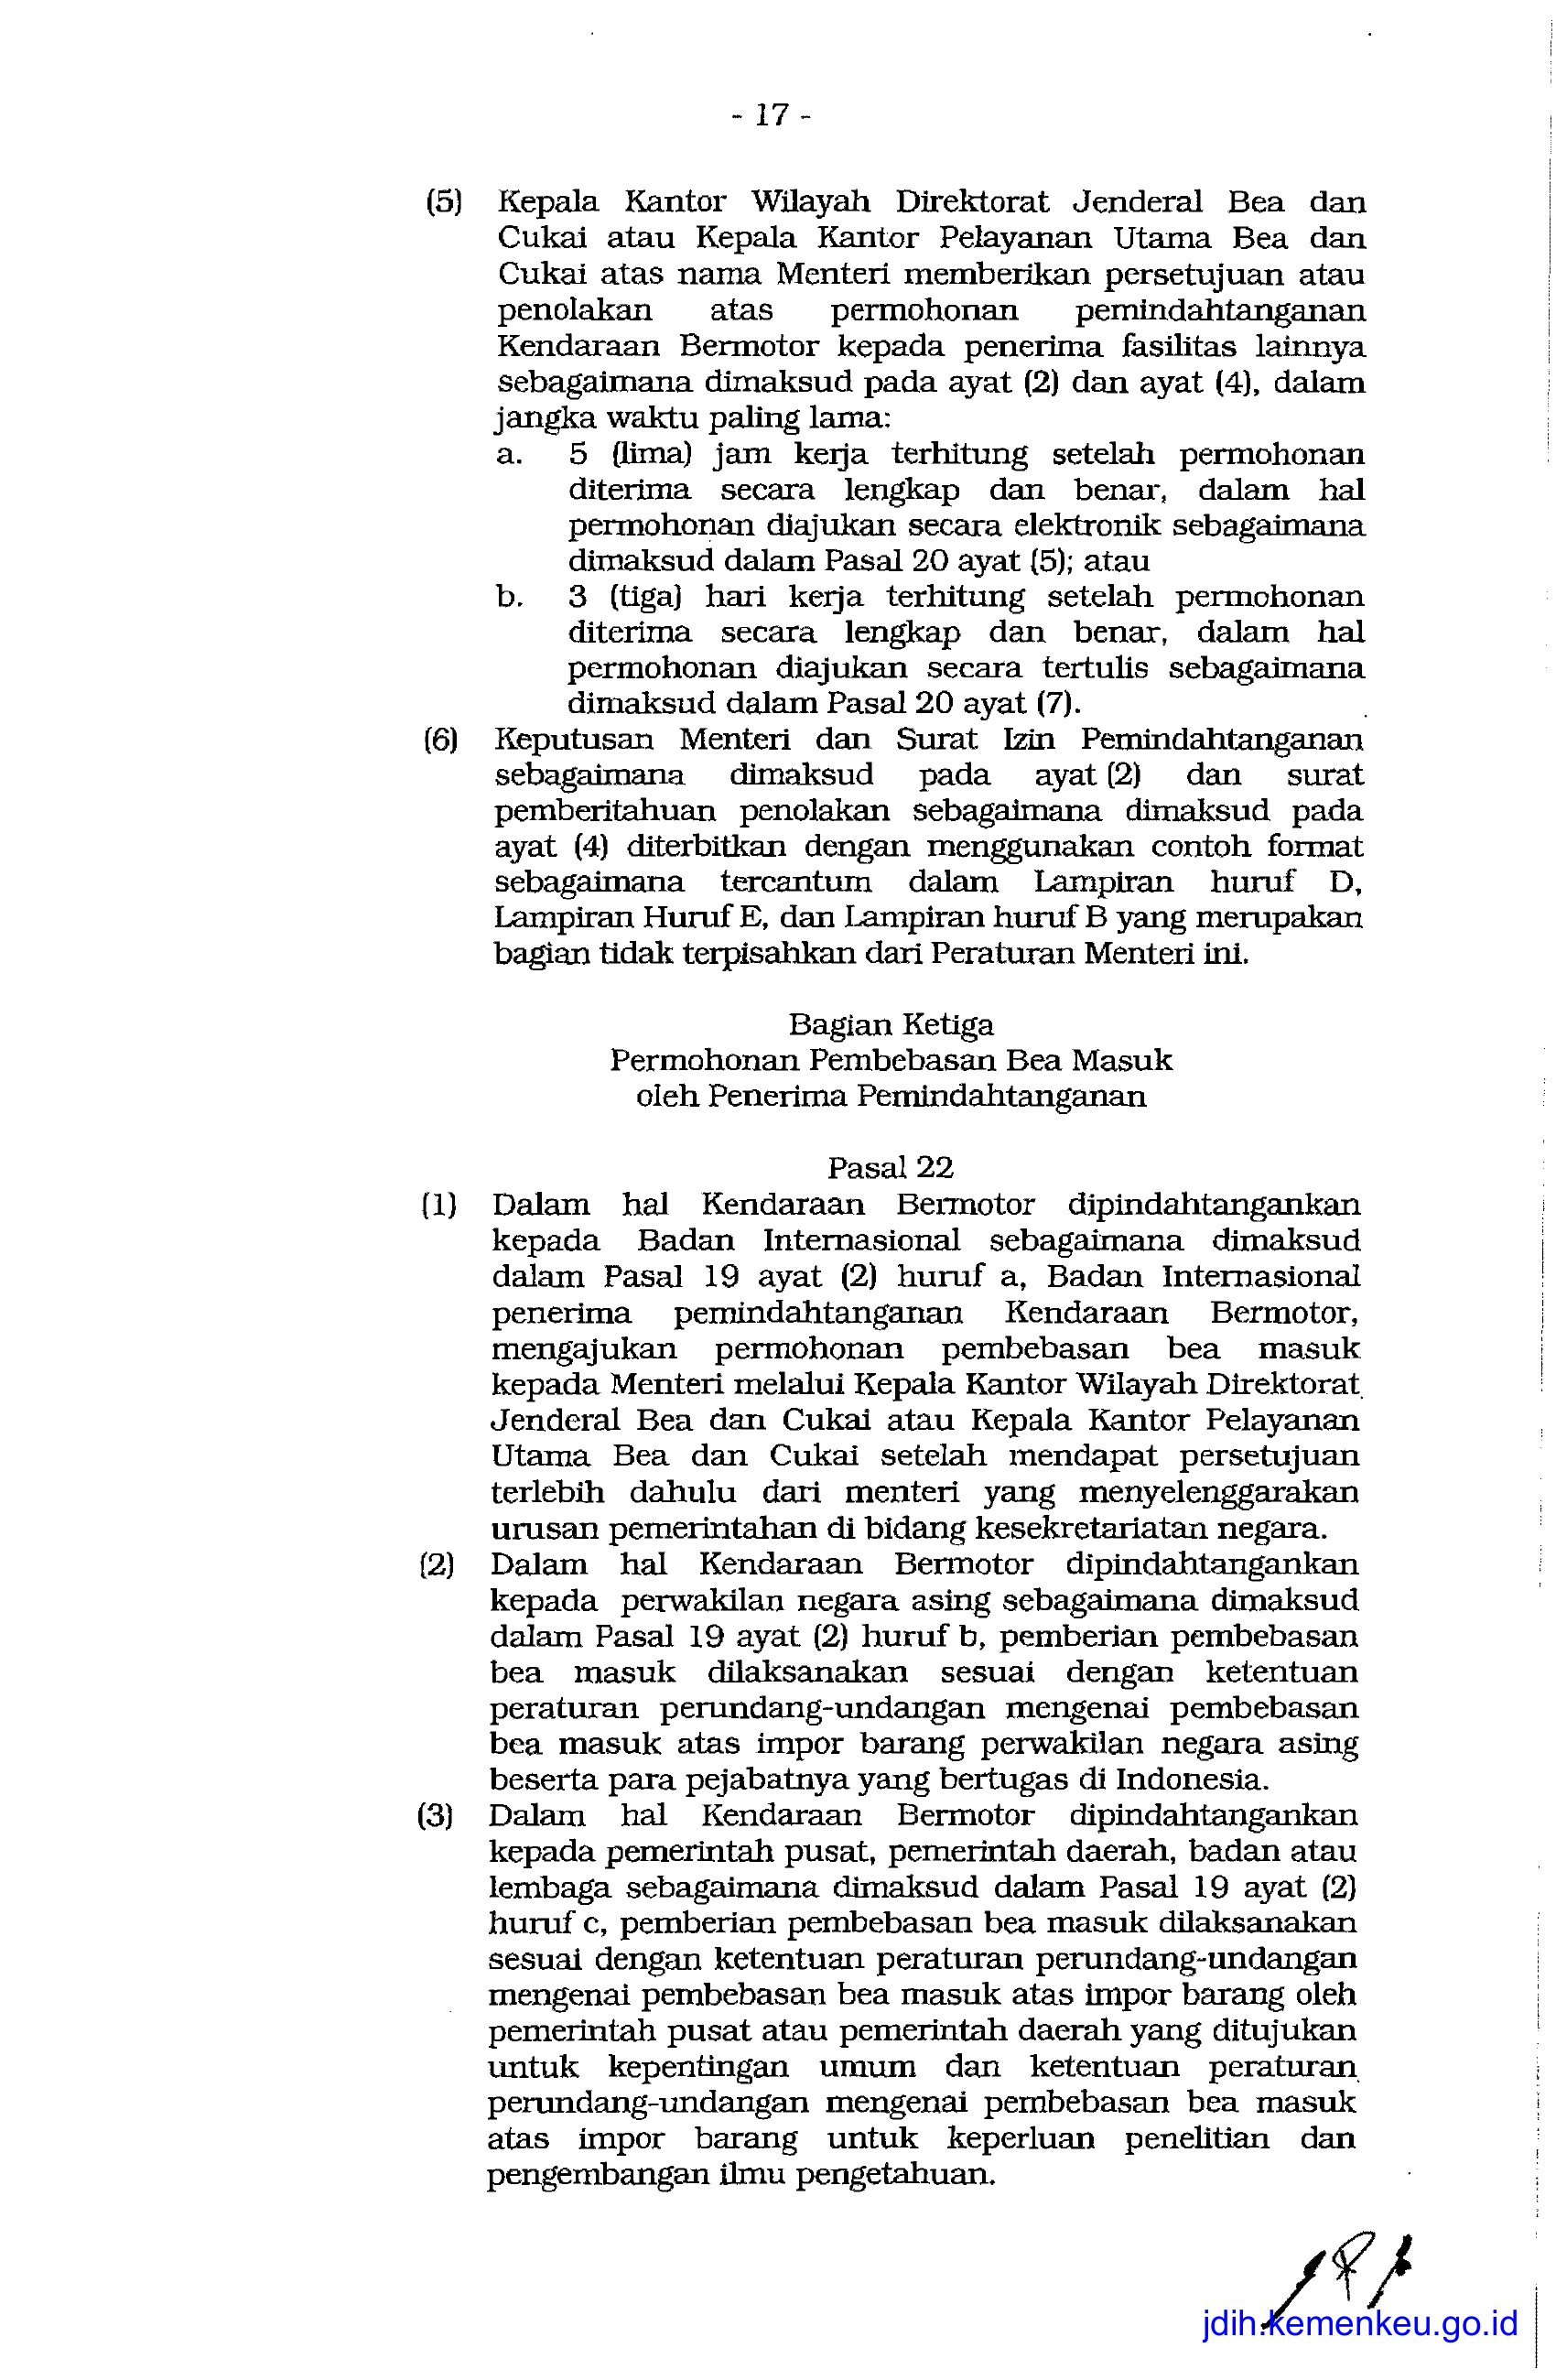 - 17 -
(5) Kepala Kantor Wilayah Direktorat Jenderal Bea dan
Cukai atau Kepala Kantor Pelayanan Utama Bea dan
Cukai atas nama Menteri memberikan persetujuan atau
penolakan atas permohonan pemindahtanganan
Kendaraan Bermotor kepada penerima fasilitas lainnya
sebagaimana dimaksud pada ayat (2) dan ayat (4), dalam
jangka waktu paling lama:
a. 5 (lima) jam kerja terhitung setelah permohonan
diterima secara lengkap dan benar, dalam hal
permohonan diajukan secara elektronik sebagaimana
dimaksud dalam Pasal 20 ayat (5); atau
b. 3 (tiga) hari kerja terhitung setelah permohonan
diterima secara lengkap dan benar, dalam hal
permohonan diajukan secara tertulis sebagaimana
dimaksud dalam Pasal 20 ayat (7).
(6) Keputusan Menteri dan Surat Izin Pemindahtanganan
sebagaimana dimaksud pada ayat (2) dan surat
pemberitahuan penolakan sebagaimana dimaksud pada
ayat (4) diterbitkan dengan menggunakan contoh format
sebagaimana tercantum dalam Lampiran huruf D,
Lampiran Huruf E, dan Lampiran huruf B yang merupakan
bagian tidak terpisahkan dari Peraturan Menteri ini.
Bagian Ketiga
Permohonan Pembebasan Bea Masuk
oleh Penerima Pemindahtanganan
Pasal 22
(1) Dalam hal Kendaraan Bermotor dipindahtangankan
kepada Badan Internasional sebagaimana dimaksud
dalam Pasal 19 ayat (2) huruf a, Badan Internasional
penerima pemindahtanganan Kendaraan Bermotor,
mengajukan permohonan pembebasan bea masuk
kepada Menteri melalui Kepala Kantor Wilayah Direktorat
Jenderal Bea dan Cukai atau Kepala Kantor Pelayanan
Utama Bea dan Cukai setelah mendapat persetujuan
terlebih dahulu dari menteri yang menyelenggarakan
urusan pemerintahan di bidang kesekretariatan negara.
(2) Dalam hal Kendaraan Bermotor dipindahtangankan
kepada perwakilan negara asing sebagaimana dimaksud
dalam Pasal 19 ayat (2) huruf b, pemberian pembebasan
bea masuk dilaksanakan sesuai dengan ketentuan
peraturan perundang-undangan mengenai pembebasan
bea masuk atas impor barang perwakilan negara asing
beserta para pejabatnya yang bertugas di Indonesia.
(3) Dalam hal Kendaraan Bermotor dipindahtangankan
kepada pemerintah pusat, pemerintah daerah, badan atau
lembaga sebagaimana dimaksud dalam Pasal 19 ayat (2)
huruf c, pemberian pembebasan bea masuk dilaksanakan
sesuai dengan ketentuan peraturan perundang-undangan
mengenai pembebasan bea masuk atas impor barang oleh
pemerintah pusat atau pemerintah daerah yang ditujukan
untuk kepentingan umum dan ketentuan peraturan
perundang-undangan mengenai pembebasan bea masuk
atas impor barang untuk keperluan penelitian dan
pengembangan ilmu pengetahuan.
jdih.kemenkeu.go.id